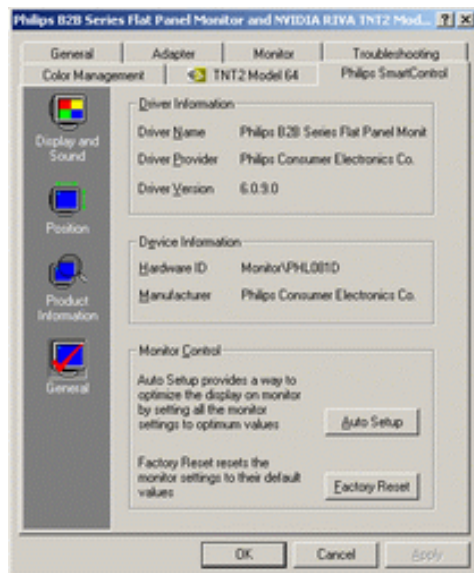 Philips B2B Series Flat Panel Monitor and NVIDIA RIVA TNT2 Mod...
General Adapter Monitor Troubleshooting
Color Management TNT2 Model 64 Philips SmartControl
Display and
Sound
Position
Product
Information
General
Driver Information
Driver Name Philips B2B Series Flat Panel Monit
Driver Provider Philips Consumer Electronics Co.
Driver Version 6.0.9.0
Device Information
Hardware ID Monitor\PHL081D
Manufacturer Philips Consumer Electronics Co.
Monitor Control
Auto Setup provides a way to
optimize the display on monitor
by setting all the monitor
settings to optimum values
Auto Setup
Factory Reset resets the
monitor settings to their default
values
Factory Reset
OK Cancel Apply